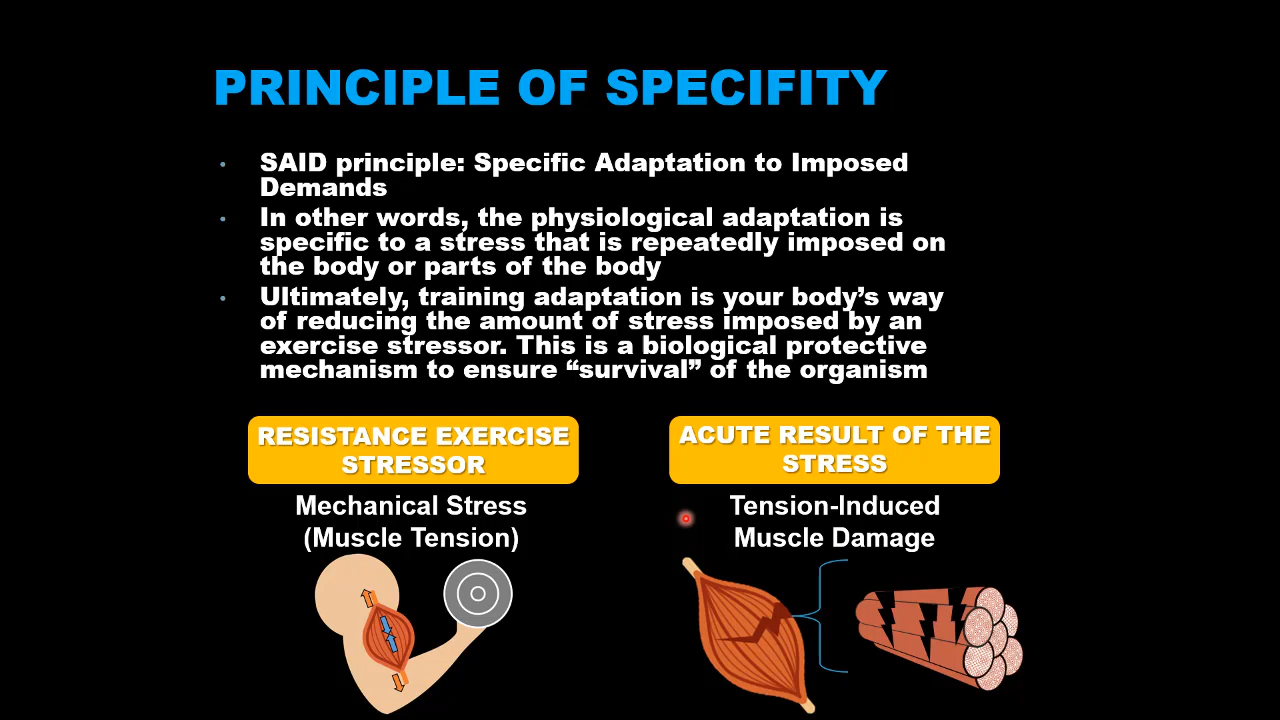 PRINCIPLE OF SPECIFITY
SAID principle: Specific Adaptation to Imposed
Demands
In other words, the physiological adaptation is
specific to a stress that is repeatedly imposed on
the body or parts of the body
Ultimately, training adaptation is your body’s way
of reducing the amount of stress imposed by an
exercise stressor. This is a biological protective
mechanism to ensure “survival” of the organism
RESISTANCE EXERCISE
STRESSOR
Mechanical Stress
(Muscle Tension)
ACUTE RESULT OF THE
STRESS
Tension-Induced
Muscle Damage